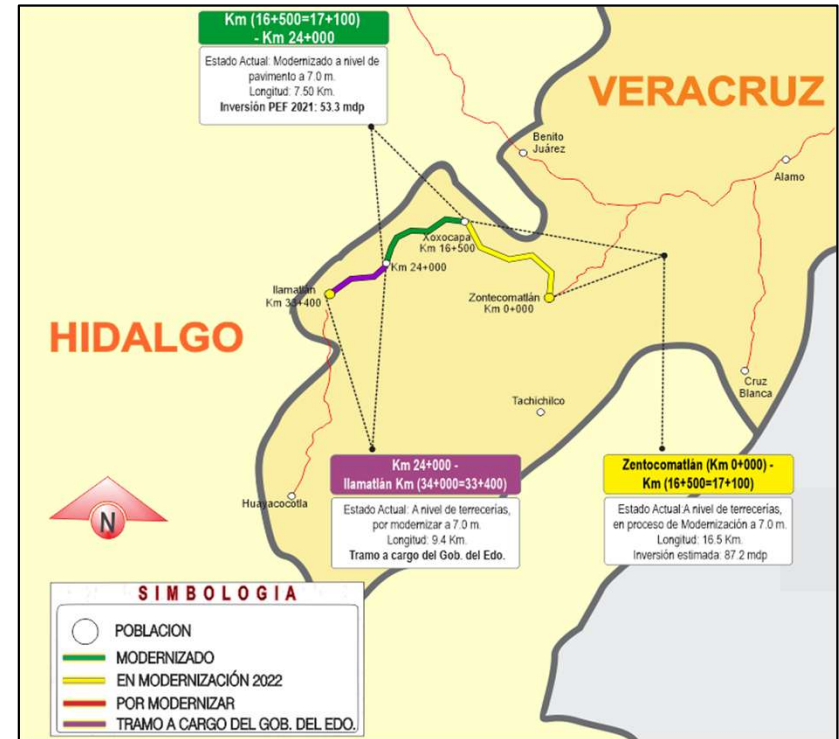 Km (16+500=17+100)
- Km 24+000
Estado Actual: Modernizado a nivel de
pavimento a 7.0 m.
Longitud: 7.50 Km.
Inversión PEF 2021: 53.3 mdp
VERACRUZ
Benito
Juárez
Alamo
Xoxocapa
Km 16+500
Km 24+000
Ilamatlán
Km 33+400
Zontecomatlán
Km 0+000
HIDALGO
Cruz
Blanca
Tachichilco
Km 24+000 -
Ilamatlán Km (34+000=33+400)
Estado Actual: A nivel de terrecerías,
por modernizar a 7.0 m.
Longitud: 9.4 Km.
Tramo a cargo del Gob. del Edo.
Zentocomatlán (Km 0+000) -
Km (16+500=17+100)
Estado Actual:A nivel de terrecerías,
en proceso de Modernización a 7.0 m.
Longitud: 16.5 Km.
Inversión estimada: 87.2 mdp
Huayacocotla
N
SIMBOLOGIA
POBLACION
MODERNIZADO
EN MODERNIZACIÓN 2022
POR MODERNIZAR
TRAMO A CARGO DEL GOB. DEL EDO.